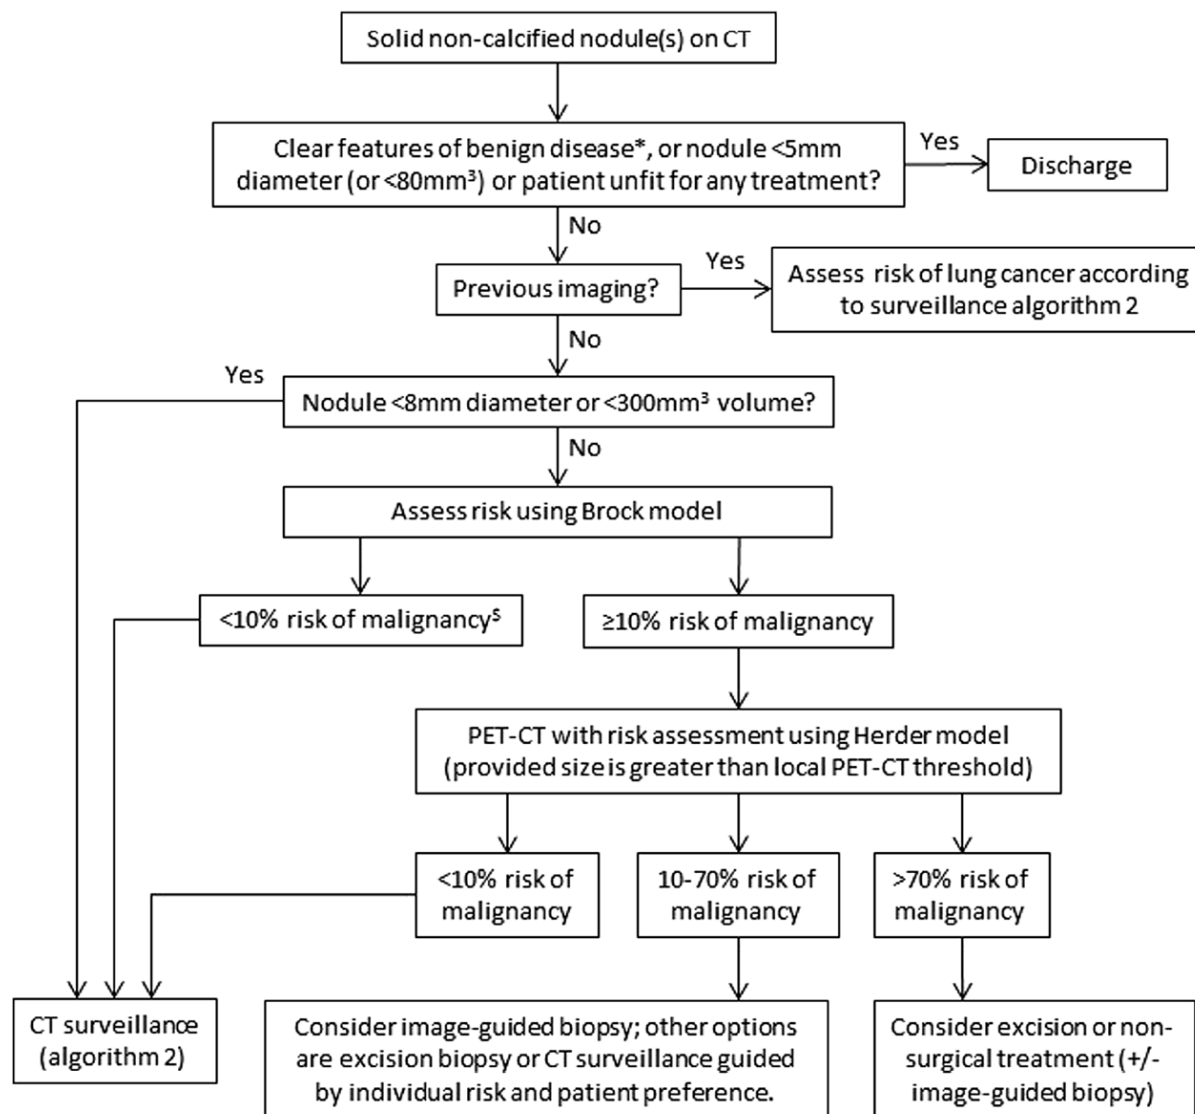 Solid non-calcified nodule(s) on CT
Clear features of benign disease*, or nodule <5mm
diameter (or <80mm³) or patient unfit for any treatment?
Yes
Discharge
No
Previous imaging?
Yes
Assess risk of lung cancer according
to surveillance algorithm 2
No
Yes
Nodule <8mm diameter or <300mm³ volume?
No
Assess risk using Brock model
<10% risk of malignancy$
≥10% risk of malignancy
PET-CT with risk assessment using Herder model
(provided size is greater than local PET-CT threshold)
<10% risk of
malignancy
10-70% risk of
malignancy
>70% risk of
malignancy
CT surveillance
(algorithm 2)
Consider image-guided biopsy; other options
are excision biopsy or CT surveillance guided
by individual risk and patient preference.
Consider excision or non-
surgical treatment (+/-
image-guided biopsy)